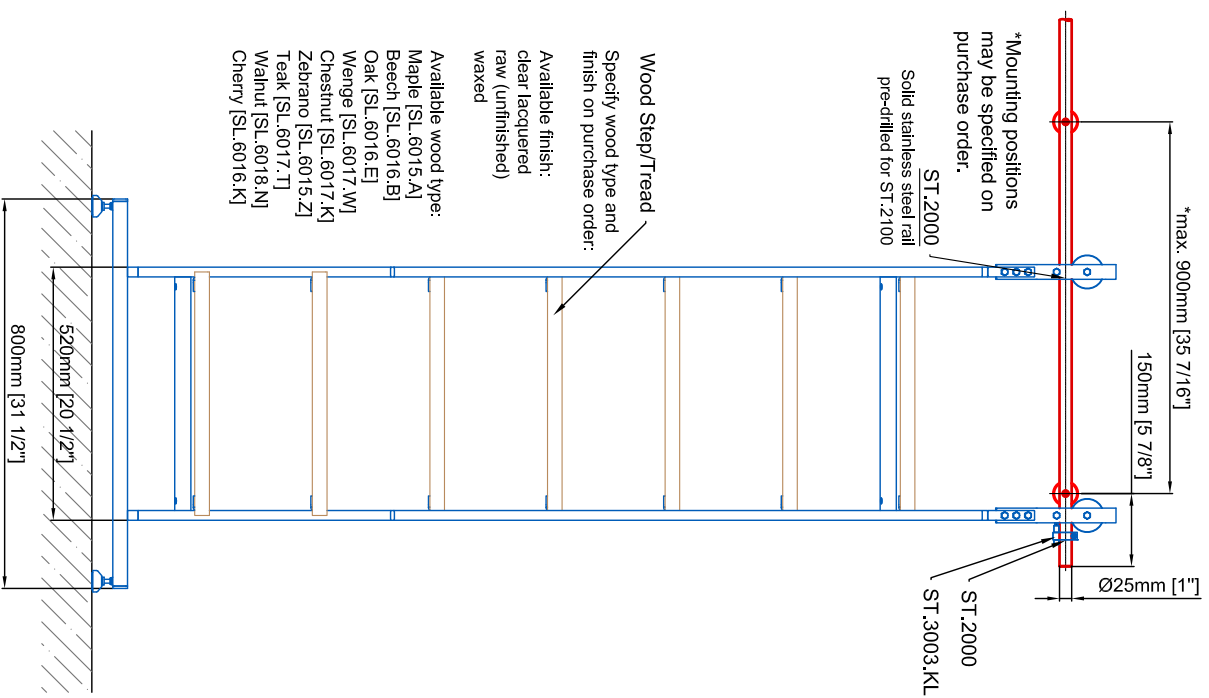 *Mounting positions
may be specified on
purchase order.
ST.2000
Solid stainless steel rail
pre-drilled for ST.2100
*max. 900mm [35 7/16"]
150mm [5 7/8"]
Ø25mm [1"]
ST.2000
ST.3003.KL
Wood Step/Tread
Specify wood type and
finish on purchase order:
Available finish:
clear lacquered
raw (unfinished)
waxed
Available wood type:
Maple [SL.6015.A]
Beech [SL.6016.B]
Oak [SL.6016.E]
Wenge [SL.6017.W]
Chestnut [SL.6017.K]
Zebrano [SL.6015.Z]
Teak [SL.6017.T]
Walnut [SL.6018.N]
Cherry [SL.6016.K]
520mm [20 1/2"]
800mm [31 1/2"]